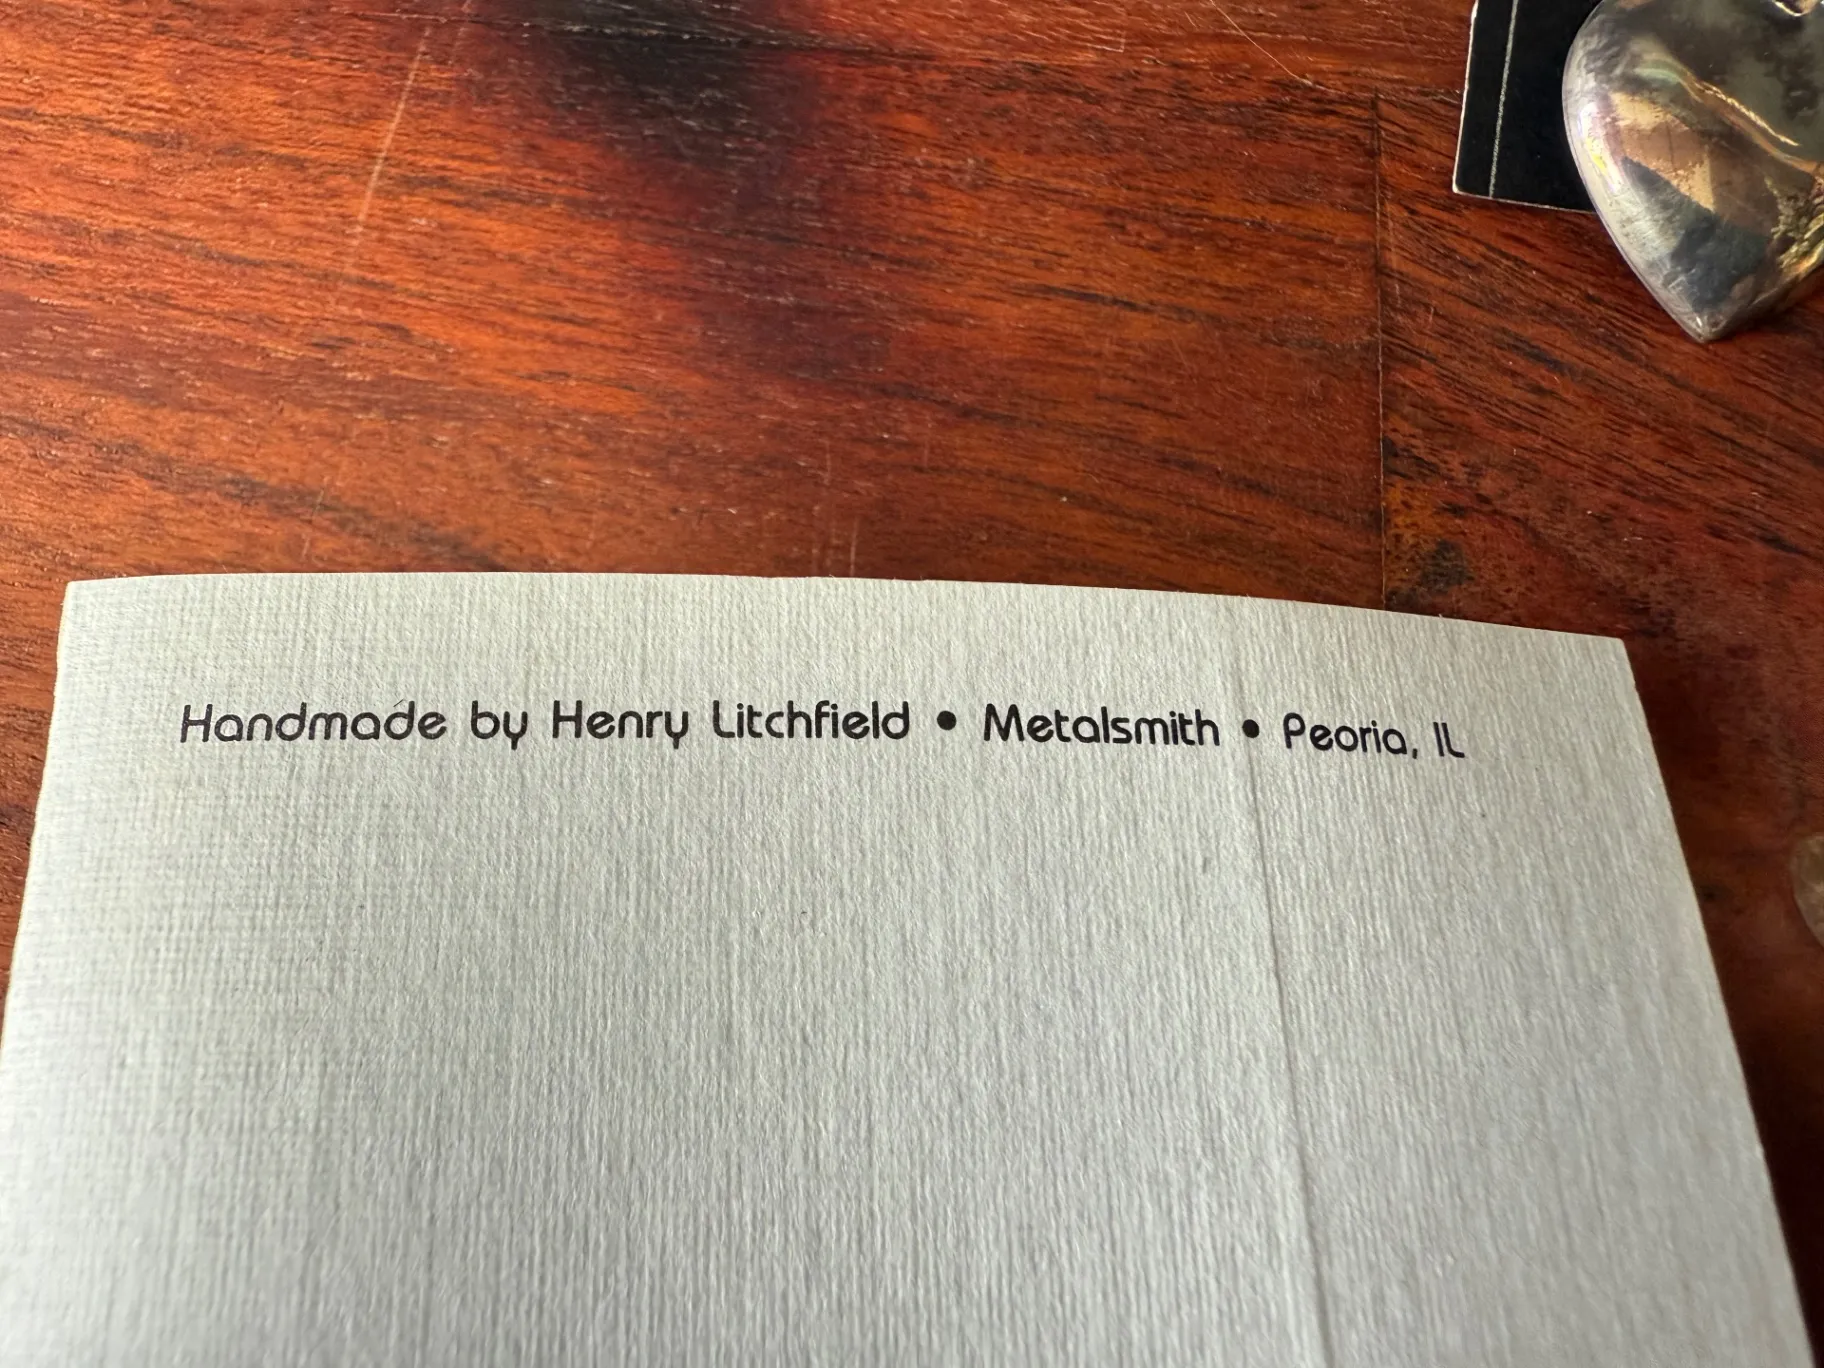 Handmade by Henry Litchfield • Metalsmith • Peoria, IL